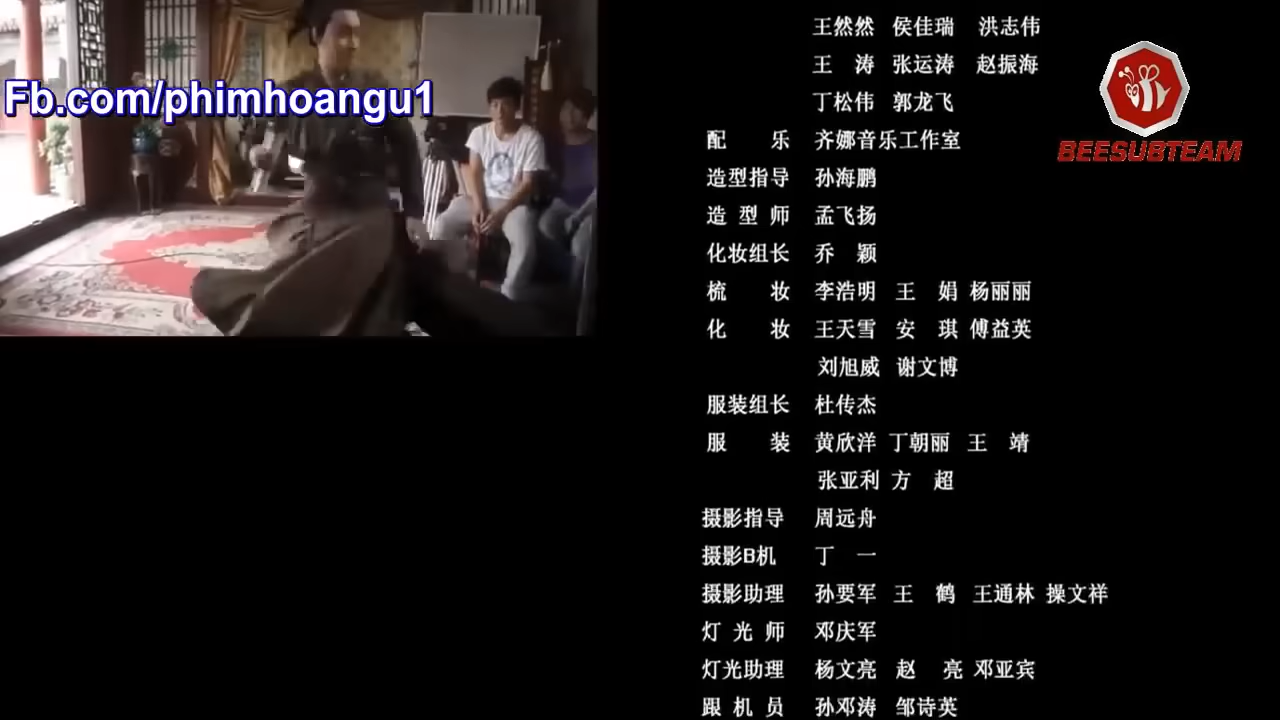 Fb.com/phimhoangu1
BEESUBTEAM
王然然 侯佳瑞 洪志伟
王 涛 张运涛 赵振海
丁松伟 郭龙飞
配 乐 齐娜音乐工作室
造型指导 孙海鹏
造 型 师 孟飞扬
化妆组长 乔 颖
梳 妆 李浩明 王 娟 杨丽丽
化 妆 王天雪 安 琪 傅益英
刘旭威 谢文博
服装组长 杜传杰
服 装 黄欣洋 丁朝丽 王 靖
张亚利 方 超
摄影指导 周远舟
摄影B机 丁 一
摄影助理 孙要军 王 鹤 王通林 操文祥
灯 光 师 邓庆军
灯光助理 杨文亮 赵 亮 邓亚宾
跟 机 员 孙邓涛 邹诗英